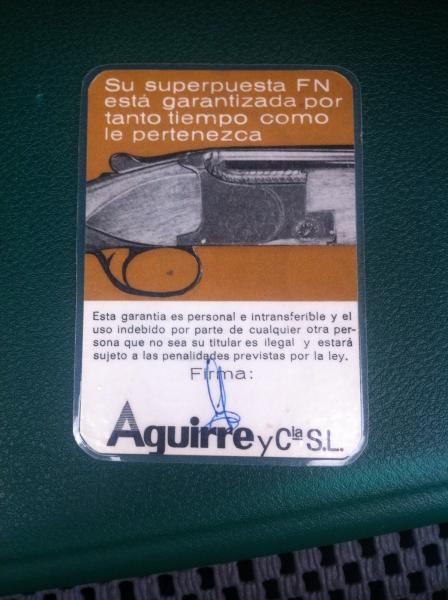 Su superpuesta FN
está garantizada por
tanto tiempo como
le pertenezca
Esta garantia es personal e intransferible y el
uso indebido por parte de cualquier otra per-
sona que no sea su titular es ilegal y estará
sujeto a las penalidades previstas por la ley.
Firma:
Aguirre y Cía S.L.